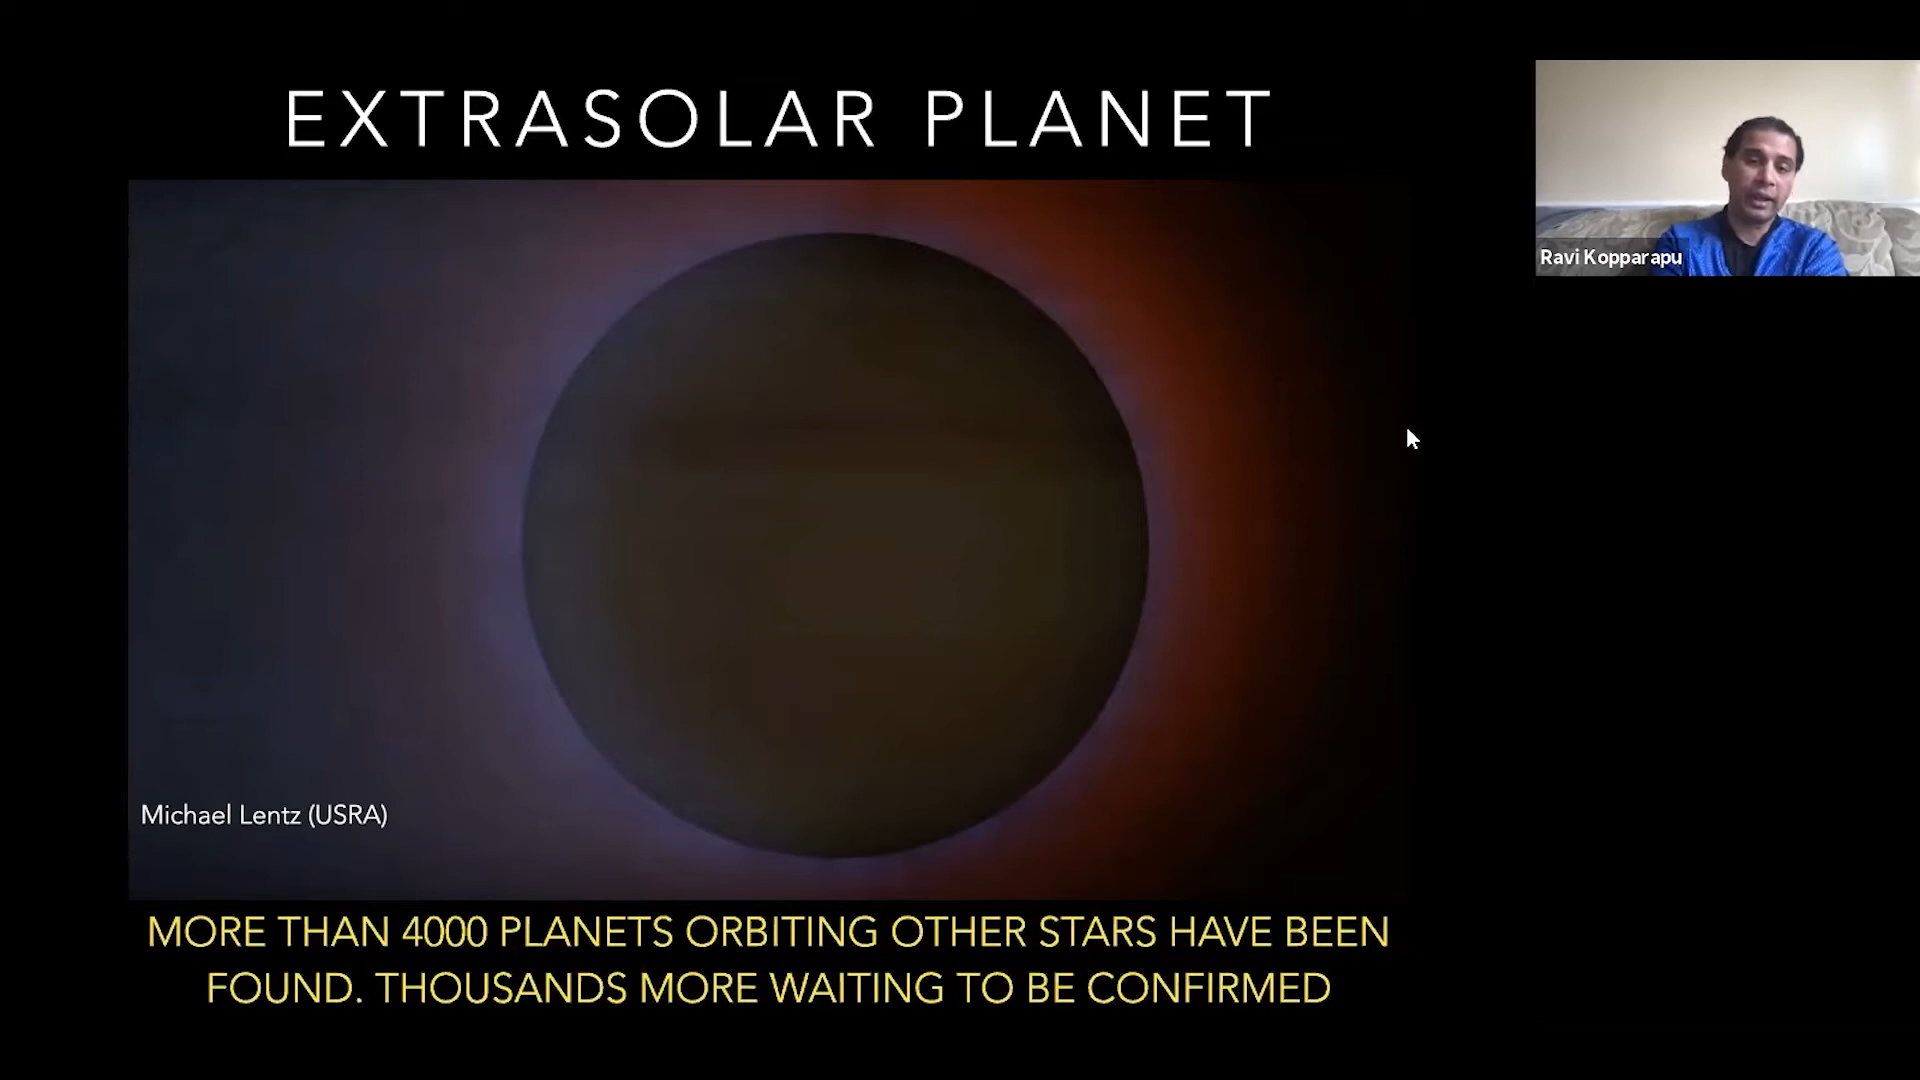 EXTRASOLAR PLANET
Ravi Kopparapu
Michael Lentz (USRA)
MORE THAN 4000 PLANETS ORBITING OTHER STARS HAVE BEEN
FOUND. THOUSANDS MORE WAITING TO BE CONFIRMED